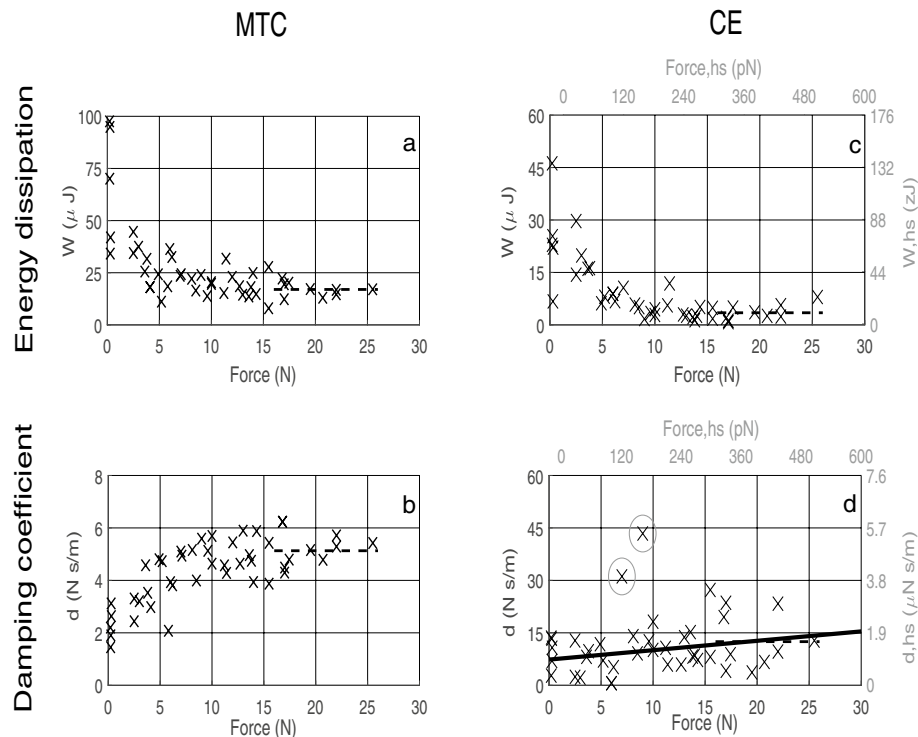 MTC
CE
Energy dissipation
Damping coefficient
W (μ J)
100
75
50
25
0
a
0 5 10 15 20 25 30
Force (N)
Force,hs (pN)
0 120 240 360 480 600
W (μ J)
60
45
30
15
0
c
176
132
88
44
0
W,hs (zJ)
0 5 10 15 20 25 30
Force (N)
d (N s/m)
8
6
4
2
0
b
0 5 10 15 20 25 30
Force (N)
Force,hs (pN)
0 120 240 360 480 600
d (N s/m)
60
45
30
15
0
d
7.6
5.7
3.8
1.9
0
d,hs (μN s/m)
0 5 10 15 20 25 30
Force (N)